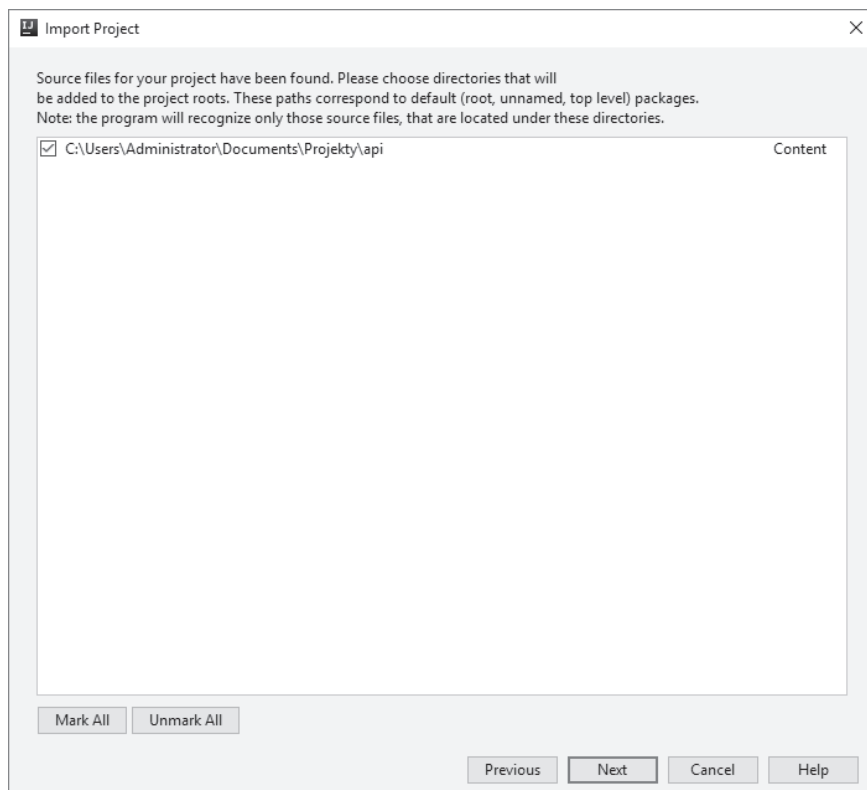 IJ Import Project
Source files for your project have been found. Please choose directories that will
be added to the project roots. These paths correspond to default (root, unnamed, top level) packages.
Note: the program will recognize only those source files, that are located under these directories.
C:\Users\Administrator\Documents\Projekty\api Content
Mark All Unmark All
Previous Next Cancel Help